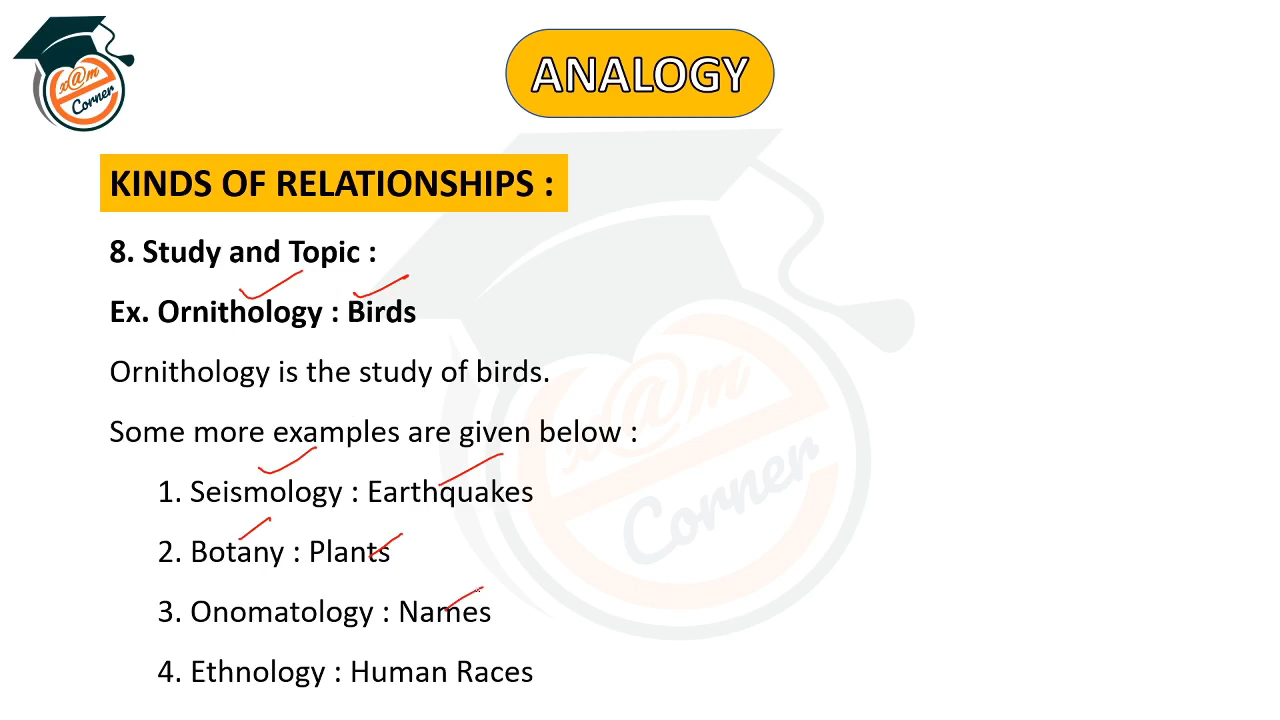 x@m
Corner
ANALOGY
KINDS OF RELATIONSHIPS :
8. Study and Topic :
Ex. Ornithology : Birds
Ornithology is the study of birds.
Some more examples are given below :
1. Seismology : Earthquakes
2. Botany : Plants
3. Onomatology : Names
4. Ethnology : Human Races
x@m
Corner